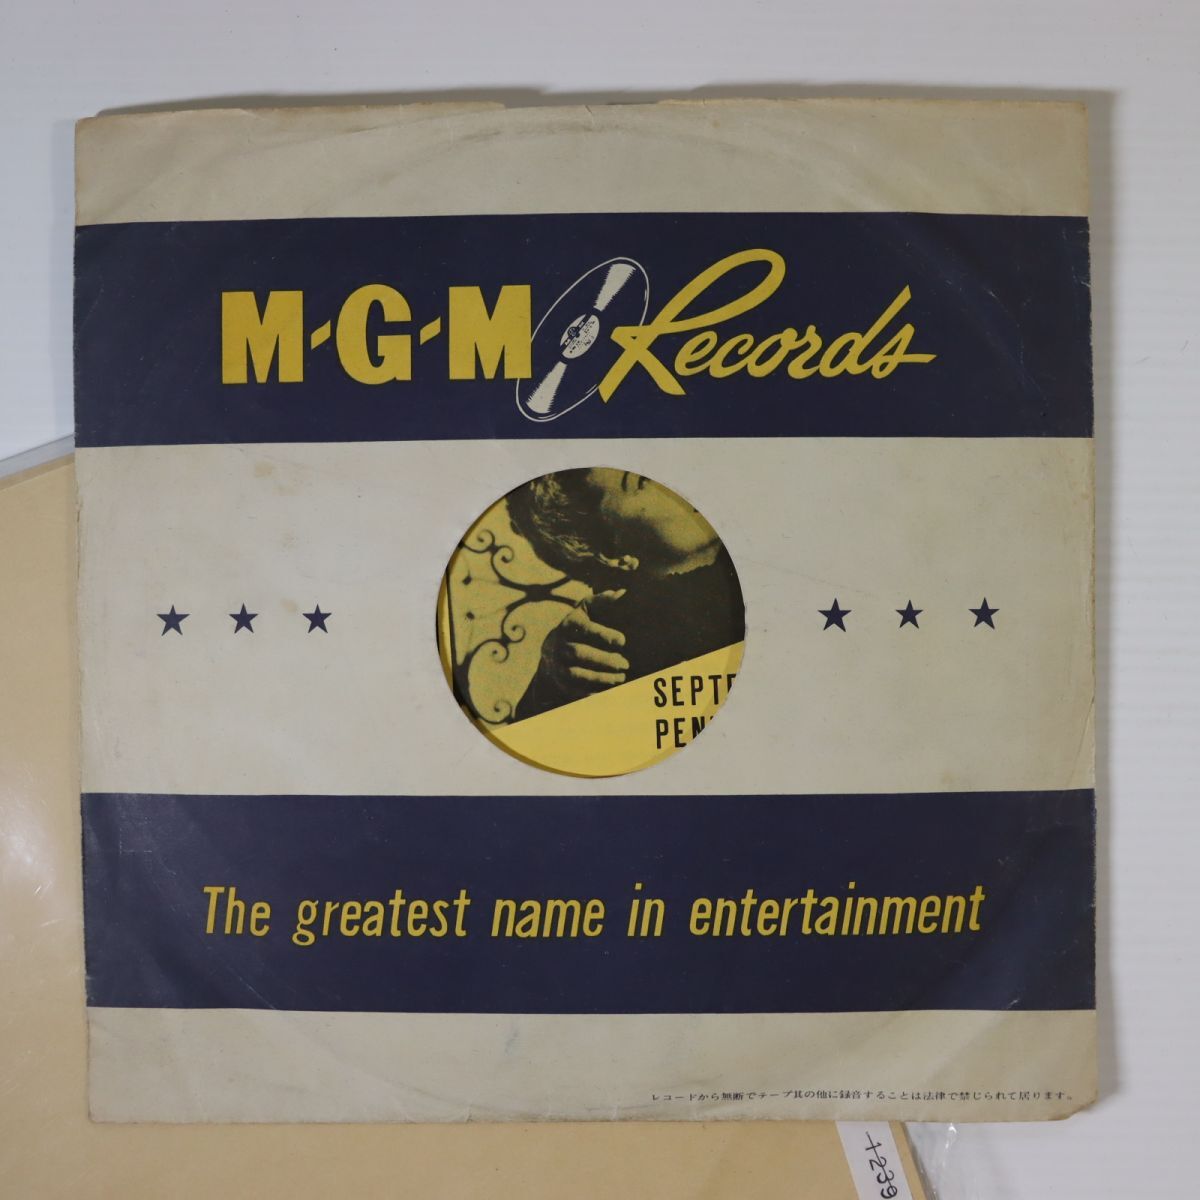 M-G-M Records
SEPTE
PEN
The greatest name in entertainment
レコードから無断でテープ其の他に録音することは法律で禁じられて居ります。
+239